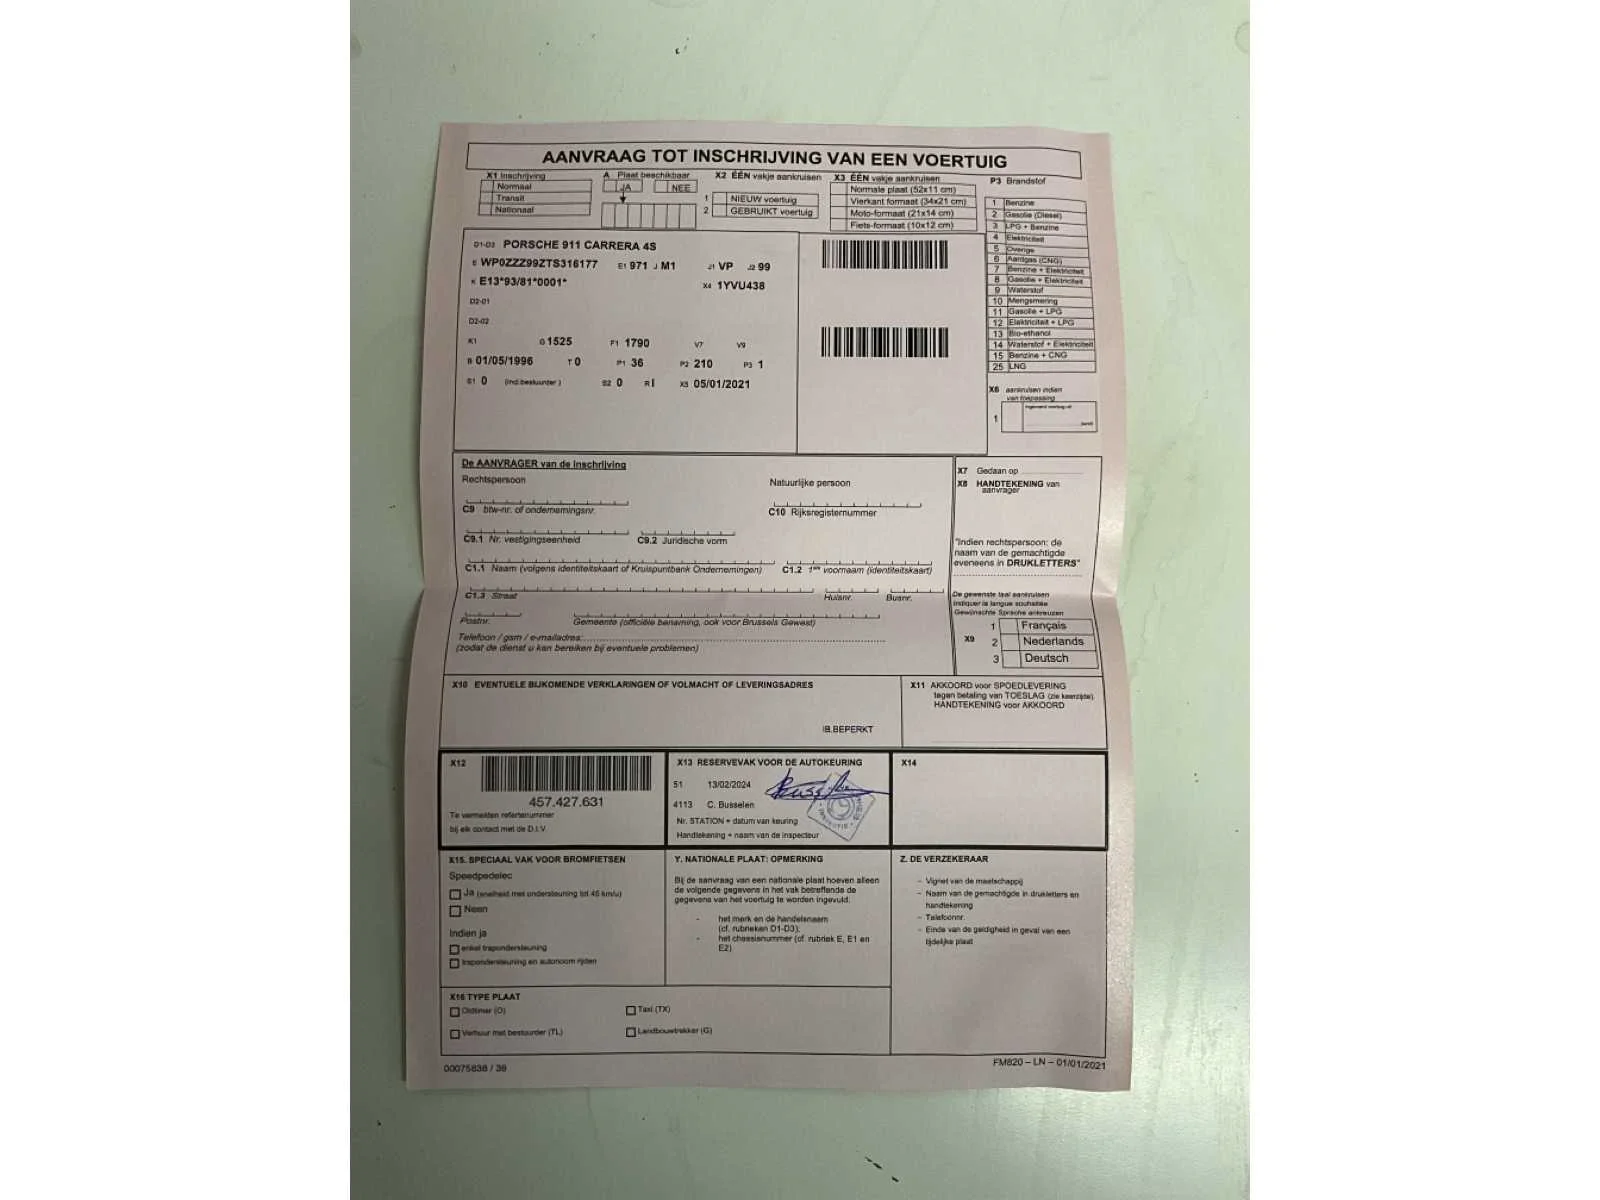 AANVRAAG TOT INSCHRIJVING VAN EEN VOERTUIG
X1 Inschrijving
Normaal
Transit
Nationaal
A Plaat beschikbaar
JA NEE
X2 ÉÉN vakje aankruisen
1 NIEUW voertuig
2 GEBRUIKT voertuig
X3 ÉÉN vakje aankruisen
Normale plaat (52x11 cm)
Vierkant formaat (34x21 cm)
Moto-formaat (21x14 cm)
Fiets-formaat (10x12 cm)
P3 Brandstof
1 Benzine
2 Gasolie (Diesel)
3 LPG + Benzine
4 Elektriciteit
5 Overige
6 Aardgas (CNG)
7 Benzine + Elektriciteit
8 Gasolie + Elektriciteit
9 Waterstof
10 Mengsmering
11 Gasolie + LPG
12 Elektriciteit + LPG
13 Bio-ethanol
14 Waterstof + Elektriciteit
15 Benzine + CNG
25 LNG
X6 aankruisen indien
van toepassing
1
D1-D3 PORSCHE 911 CARRERA 4S
E WP0ZZZ99ZTS316177 E1 971 J M1 J1 VP J2 99
K E13*93/81*0001* X4 1YVU438
D2-01
D2-02
K1 G 1525 F1 1790 V7 V9
B 01/05/1996 T 0 P1 36 P2 210 P3 1
S1 0 (incl.bestuurder) S2 0 R I X5 05/01/2021
De AANVRAGER van de inschrijving
Rechtspersoon
Natuurlijke persoon
C9 btw-nr. of ondernemingsnr.
C10 Rijksregisternummer
C9.1 Nr. vestigingseenheid
C9.2 Juridische vorm
C1.1 Naam (volgens identiteitskaart of Kruispuntbank Ondernemingen)
C1.2 1ste voornaam (identiteitskaart)
C1.3 Straat Huisnr. Busnr.
Postnr. Gemeente (officiële benaming, ook voor Brussels Gewest)
Telefoon / gsm / e-mailadres:
(zodat de dienst u kan bereiken bij eventuele problemen)
X7 Gedaan op
X8 HANDTEKENING van
aanvrager
"Indien rechtspersoon: de
naam van de gemachtigde
eveneens in DRUKLETTERS"
De gewenste taal aankruisen
Indiquer la langue souhaitée
Gewünschte Sprache ankreuzen
X9
1 Français
2 Nederlands
3 Deutsch
X10 EVENTUELE BIJKOMENDE VERKLARINGEN OF VOLMACHT OF LEVERINGSADRES
IB.BEPERKT
X11 AKKOORD voor SPOEDLEVERING
tegen betaling van TOESLAG (zie keerzijde).
HANDTEKENING voor AKKOORD
X12
457.427.631
Te vermelden refertenummer
bij elk contact met de D.I.V.
X13 RESERVEVAK VOOR DE AUTOKEURING
51 13/02/2024
4113 C. Busselen
Nr. STATION + datum van keuring
Handtekening + naam van de inspecteur
X14
X15. SPECIAAL VAK VOOR BROMFIETSEN
Speedpedelec
Ja (snelheid met ondersteuning tot 45 km/u)
Neen
Indien ja
enkel trapondersteuning
trapondersteuning en autonoom rijden
Y. NATIONALE PLAAT: OPMERKING
Bij de aanvraag van een nationale plaat hoeven alleen
de volgende gegevens in het vak betreffende de
gegevens van het voertuig te worden ingevuld:
- het merk en de handelsnaam
(cf. rubrieken D1-D3);
- het chassisnummer (cf. rubriek E, E1 en
E2)
Z. DE VERZEKERAAR
– Vignet van de maatschappij
– Naam van de gemachtigde in drukletters en
handtekening
– Telefoonnr.
– Einde van de geldigheid in geval van een
tijdelijke plaat
X16 TYPE PLAAT
Oldtimer (O)
Taxi (TX)
Verhuur met bestuurder (TL)
Landbouwtrekker (G)
00075838 / 38
FM820 – LN – 01/01/2021